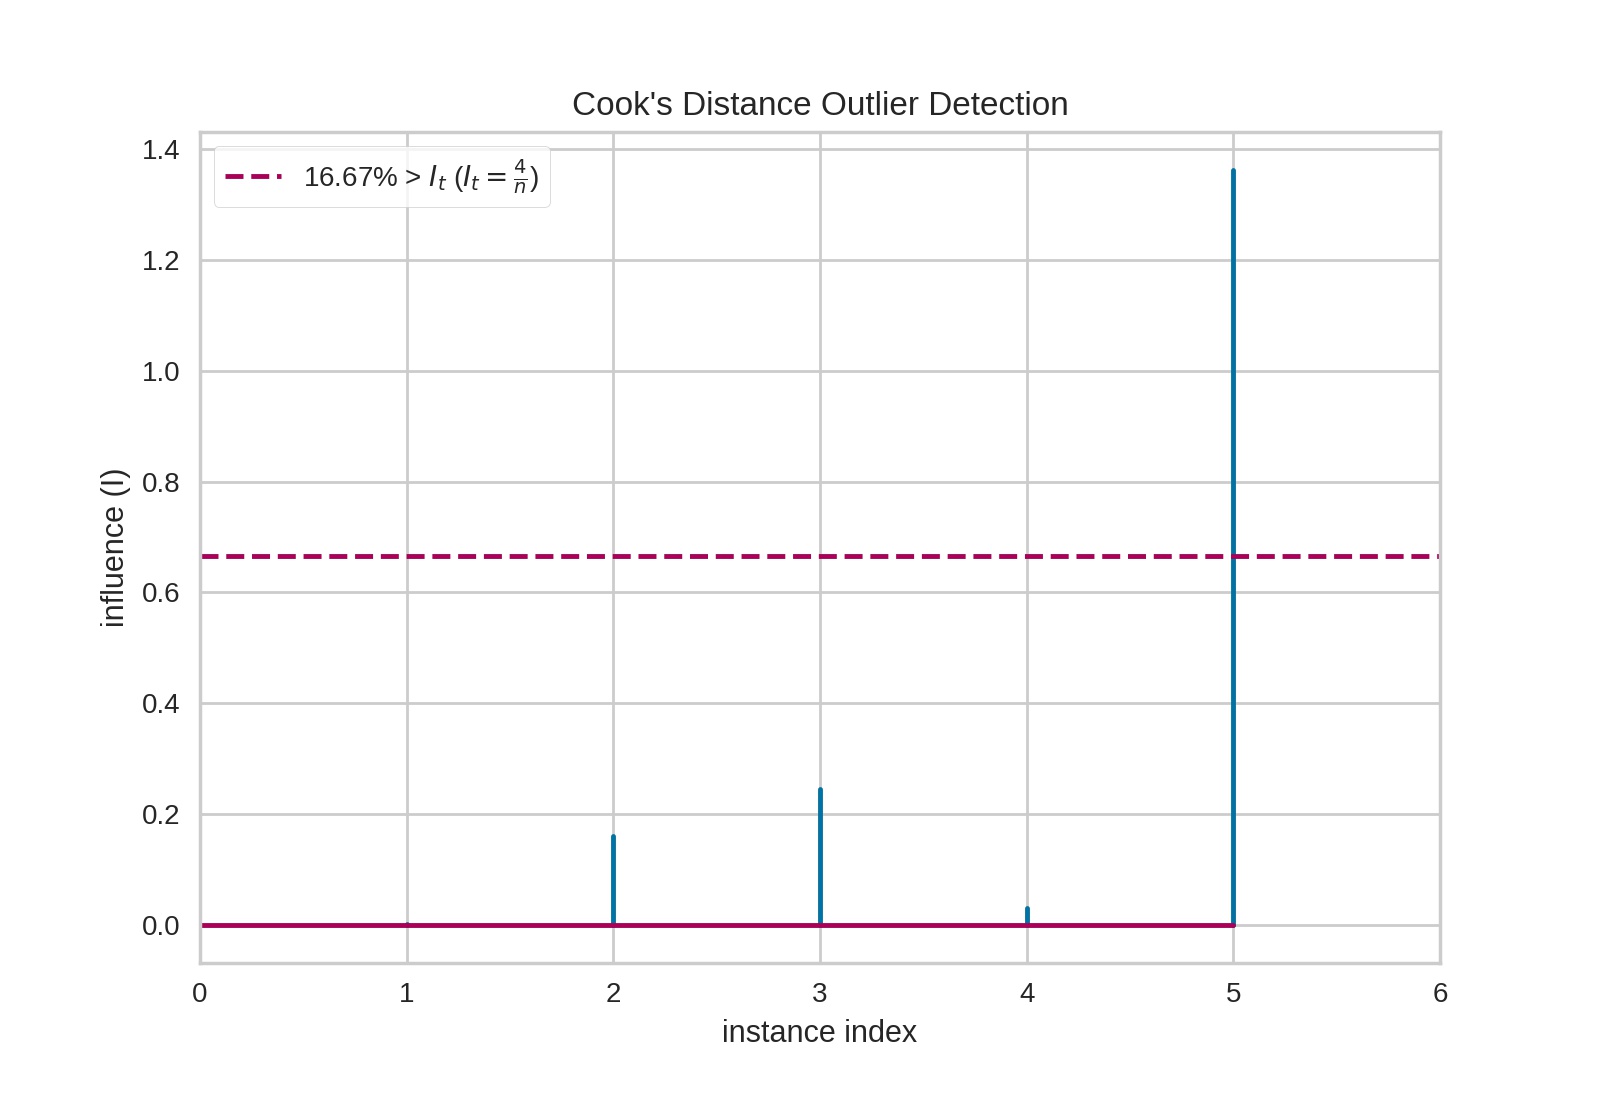 Cook's Distance Outlier Detection
16.67% > I_t (I_t = 4/n)
influence (I)
1.4
1.2
1.0
0.8
0.6
0.4
0.2
0.0
0 1 2 3 4 5 6
instance index